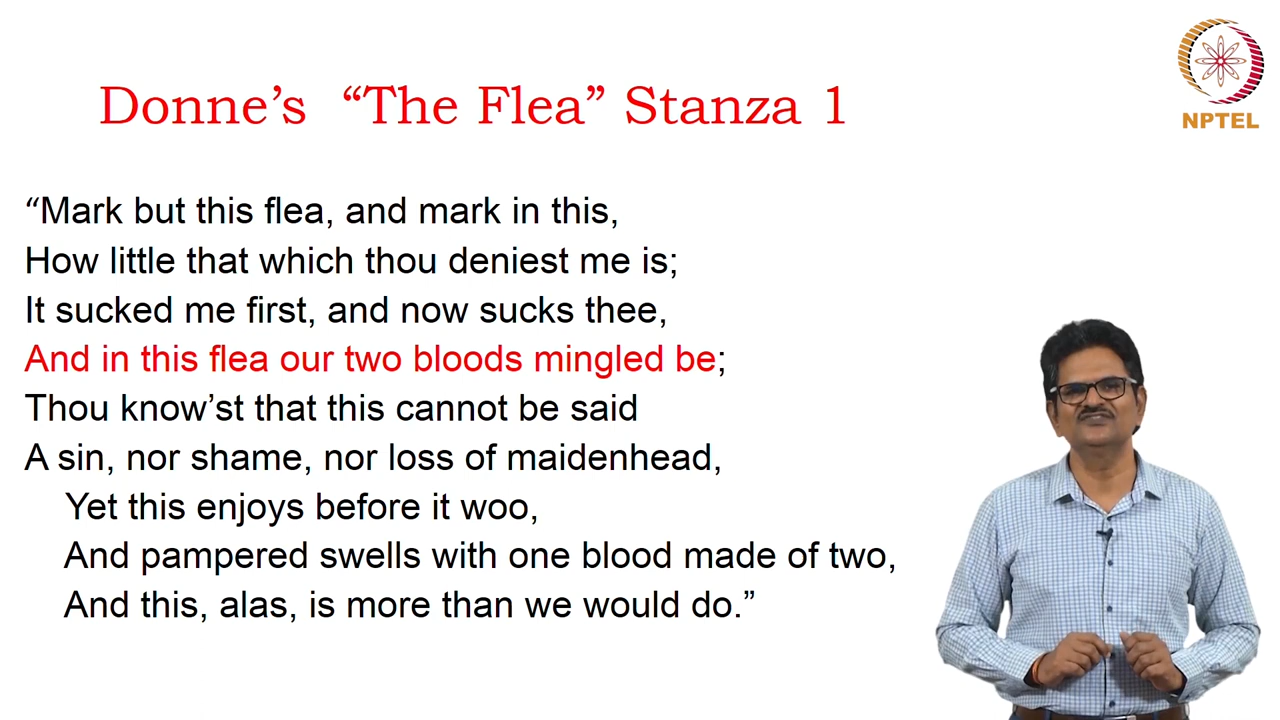 Donne’s “The Flea” Stanza 1
NPTEL
“Mark but this flea, and mark in this,
How little that which thou deniest me is;
It sucked me first, and now sucks thee,
And in this flea our two bloods mingled be;
Thou know’st that this cannot be said
A sin, nor shame, nor loss of maidenhead,
Yet this enjoys before it woo,
And pampered swells with one blood made of two,
And this, alas, is more than we would do.”